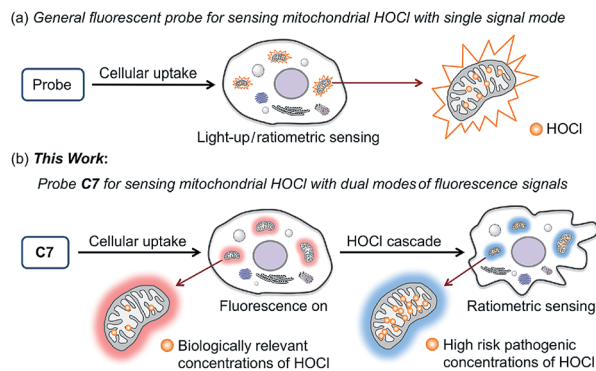 (a) General fluorescent probe for sensing mitochondrial HOCl with single signal mode
Probe
Cellular uptake
Light-up/ratiometric sensing
HOCl
(b) This Work:
Probe C7 for sensing mitochondrial HOCl with dual modes of fluorescence signals
C7
Cellular uptake
HOCl cascade
Fluorescence on
Ratiometric sensing
Biologically relevant
concentrations of HOCl
High risk pathogenic
concentrations of HOCl